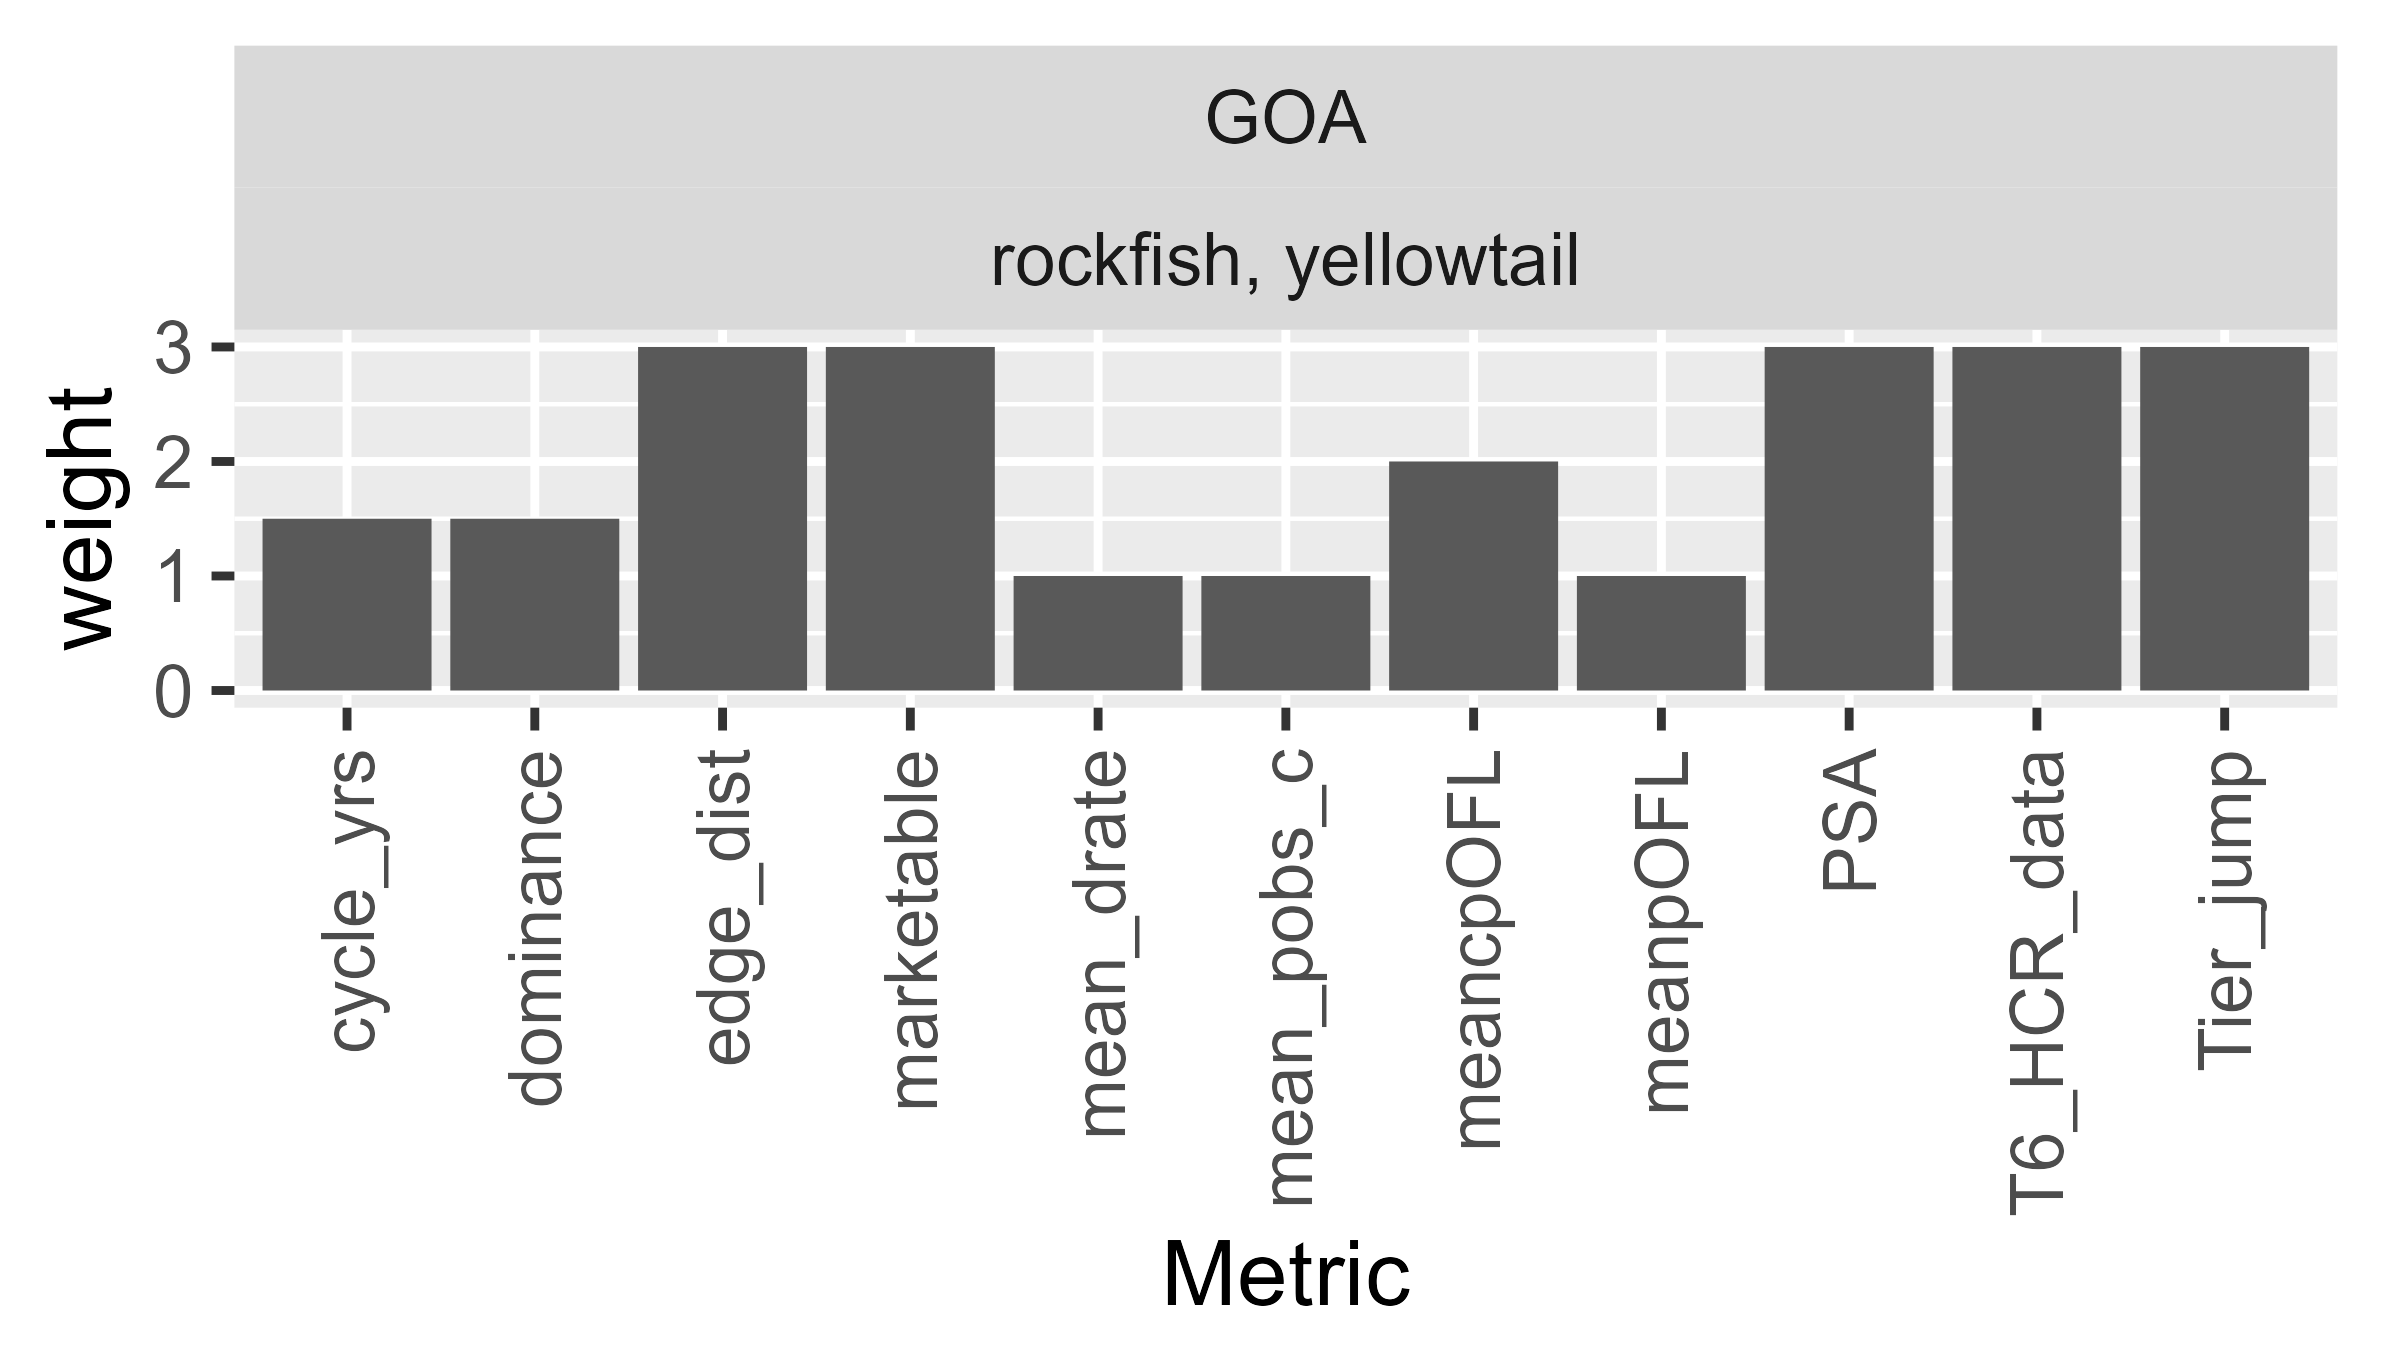 GOA
rockfish, yellowtail
weight
3
2
1
0
cycle_yrs
dominance
edge_dist
marketable
mean_drate
mean_pobs_c
meancpOFL
meanpOFL
PSA
T6_HCR_data
Tier_jump
Metric